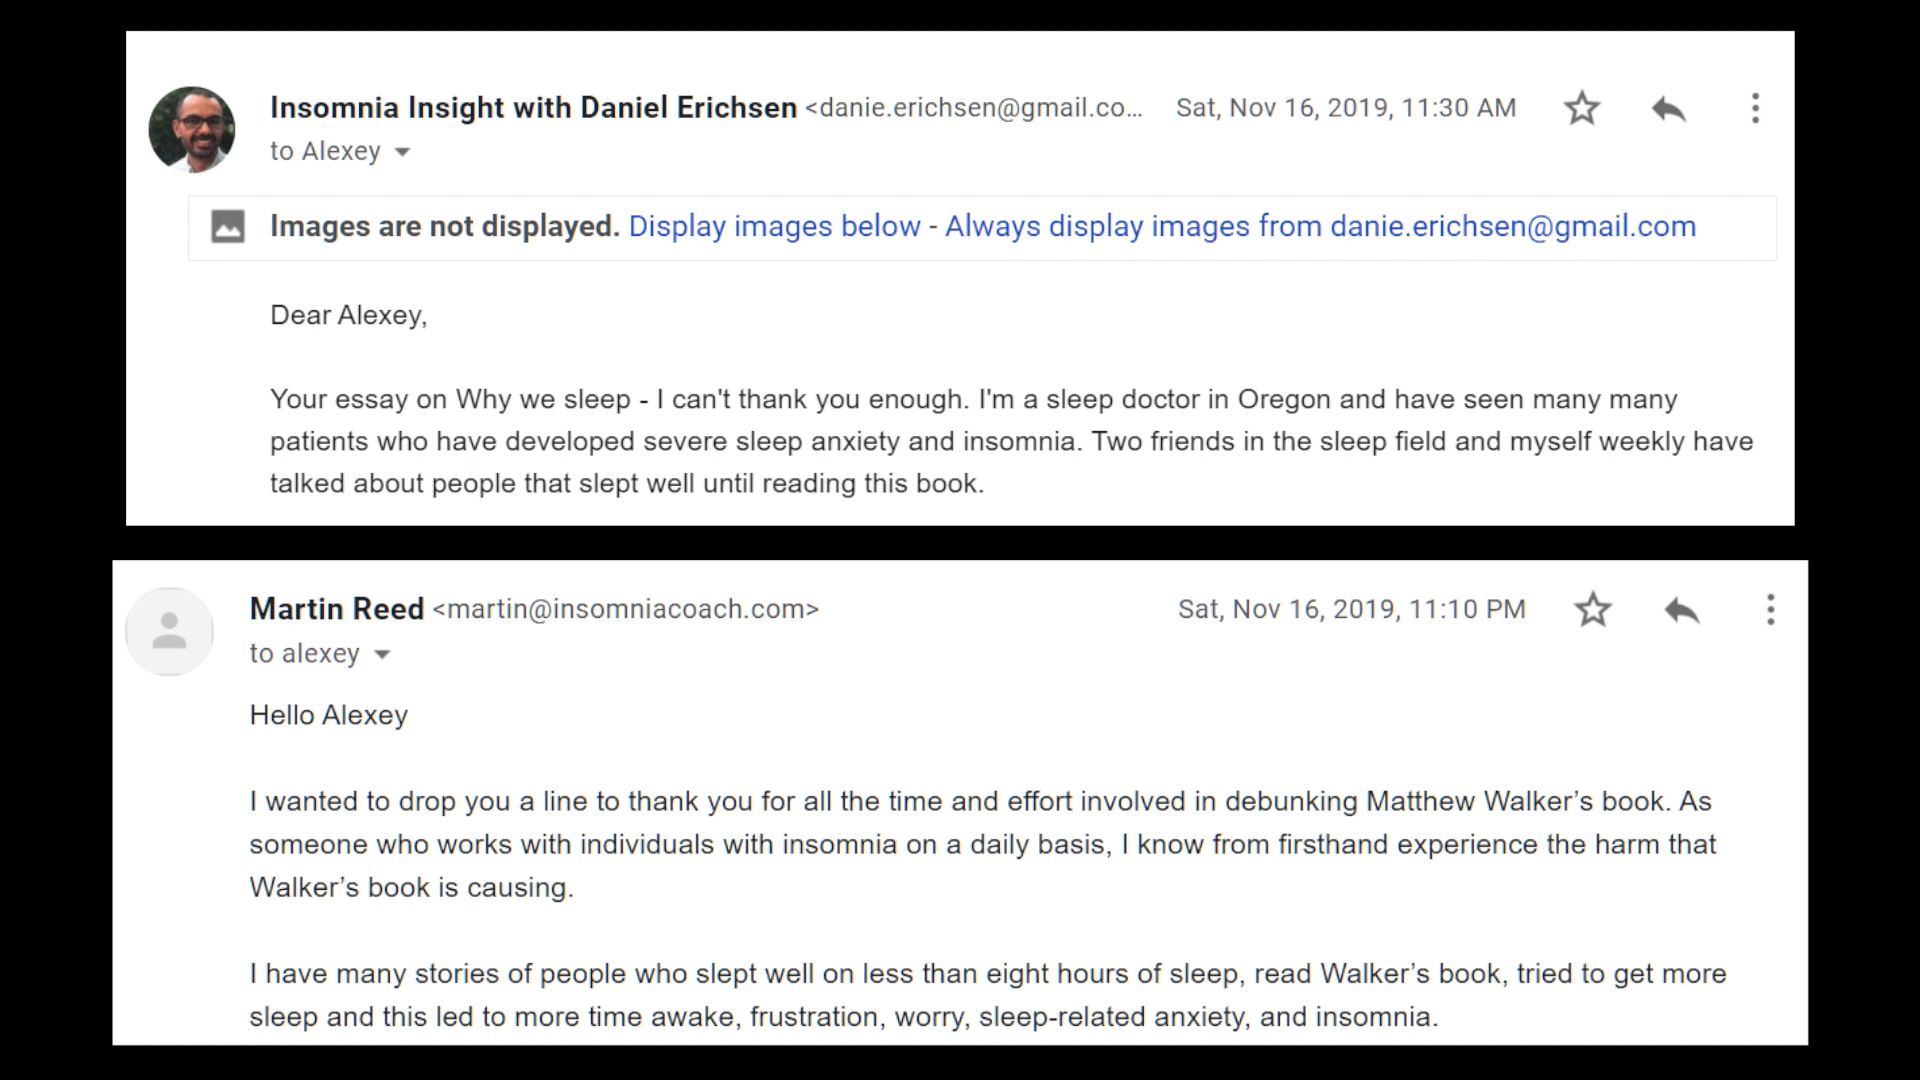 Insomnia Insight with Daniel Erichsen <danie.erichsen@gmail.co... Sat, Nov 16, 2019, 11:30 AM
to Alexey
Images are not displayed. Display images below - Always display images from danie.erichsen@gmail.com
Dear Alexey,
Your essay on Why we sleep - I can't thank you enough. I'm a sleep doctor in Oregon and have seen many many
patients who have developed severe sleep anxiety and insomnia. Two friends in the sleep field and myself weekly have
talked about people that slept well until reading this book.
Martin Reed <martin@insomniacoach.com> Sat, Nov 16, 2019, 11:10 PM
to alexey
Hello Alexey
I wanted to drop you a line to thank you for all the time and effort involved in debunking Matthew Walker’s book. As
someone who works with individuals with insomnia on a daily basis, I know from firsthand experience the harm that
Walker’s book is causing.
I have many stories of people who slept well on less than eight hours of sleep, read Walker’s book, tried to get more
sleep and this led to more time awake, frustration, worry, sleep-related anxiety, and insomnia.